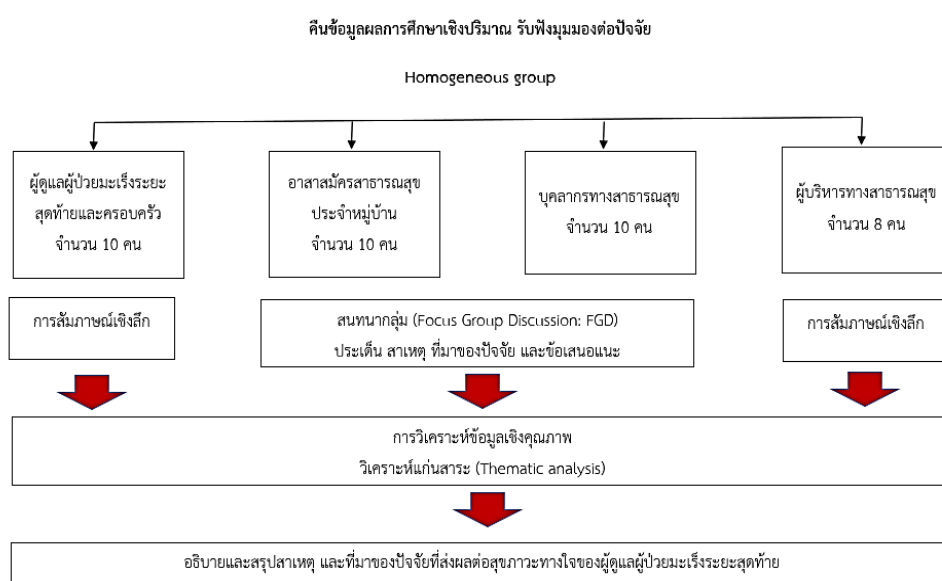 คืนข้อมูลผลการศึกษาเชิงปริมาณ รับฟังมุมมองต่อปัจจัย
Homogeneous group
ผู้ดูแลผู้ป่วยมะเร็งระยะ
สุดท้ายและครอบครัว
จำนวน 10 คน
อาสาสมัครสาธารณสุข
ประจำหมู่บ้าน
จำนวน 10 คน
บุคลากรทางสาธารณสุข
จำนวน 10 คน
ผู้บริหารทางสาธารณสุข
จำนวน 8 คน
การสัมภาษณ์เชิงลึก
สนทนากลุ่ม (Focus Group Discussion: FGD)
ประเด็น สาเหตุ ที่มาของปัจจัย และข้อเสนอแนะ
การสัมภาษณ์เชิงลึก
การวิเคราะห์ข้อมูลเชิงคุณภาพ
วิเคราะห์แก่นสาระ (Thematic analysis)
อธิบายและสรุปสาเหตุ และที่มาของปัจจัยที่ส่งผลต่อสุขภาวะทางใจของผู้ดูแลผู้ป่วยมะเร็งระยะสุดท้าย